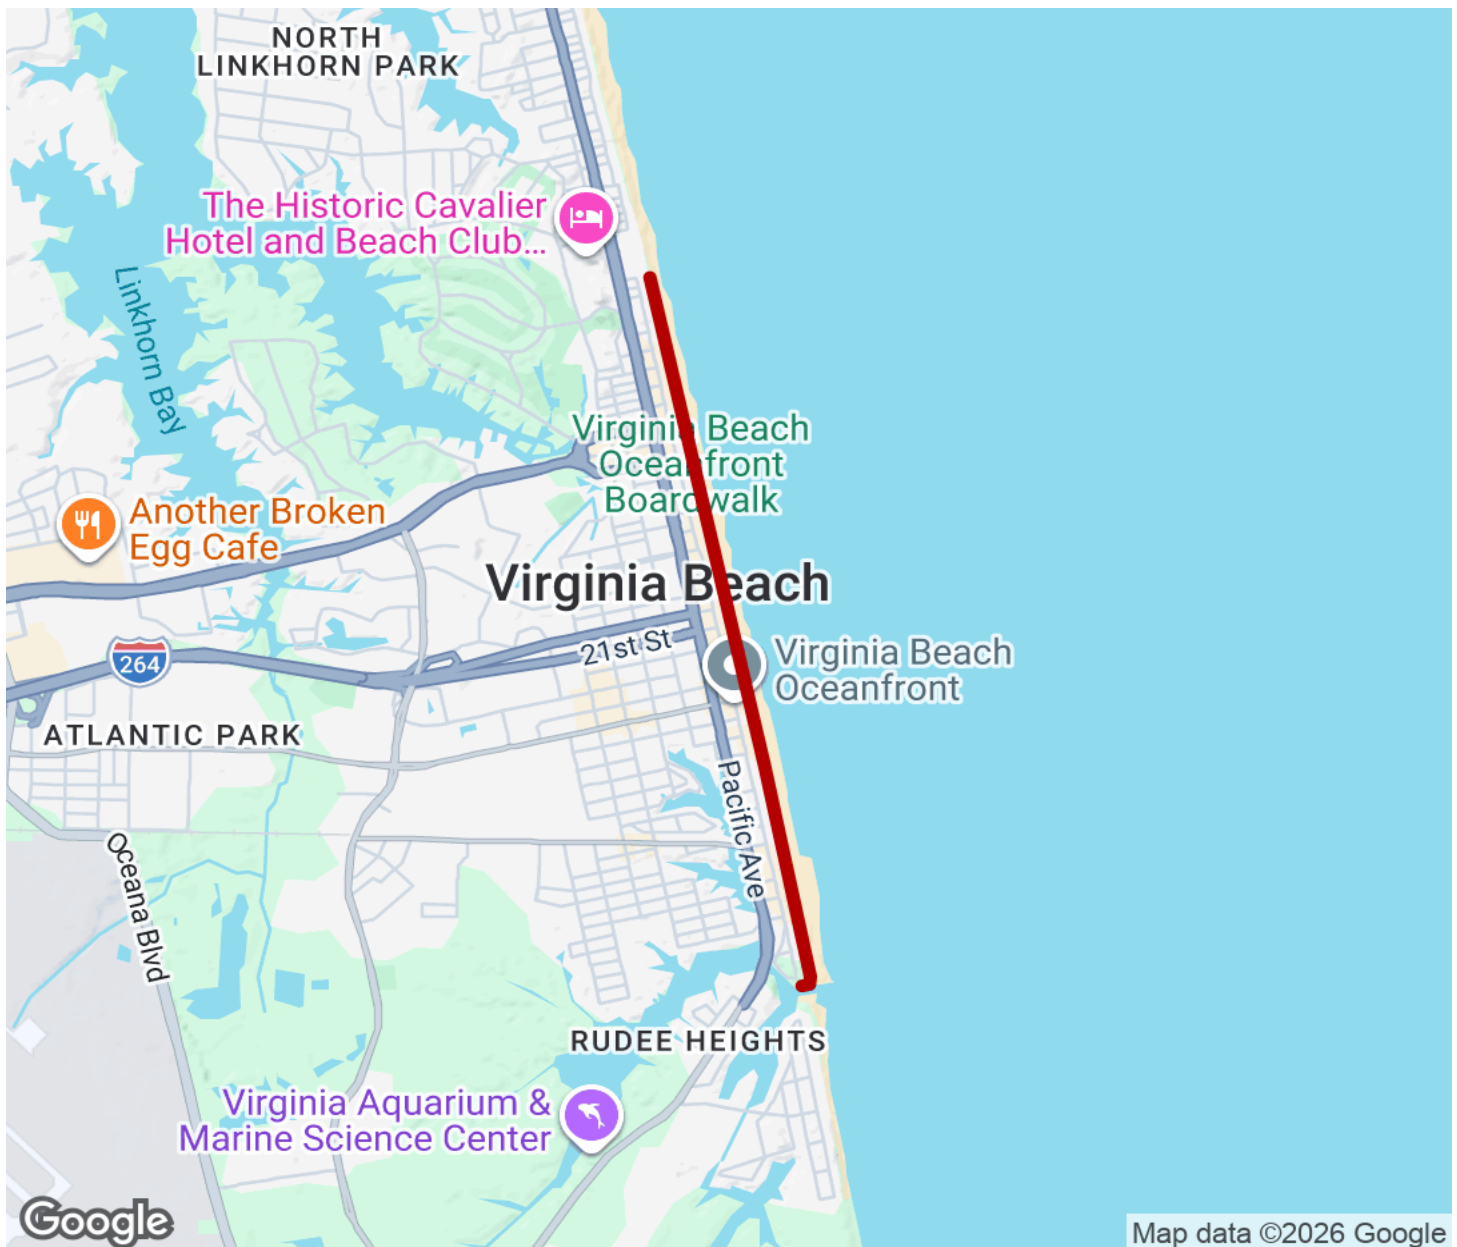 NORTH
LINKHORN PARK
The Historic Cavalier
Hotel and Beach Club...
Linkhorn Bay
Virginia Beach
Oceanfront
Boardwalk
Another Broken
Egg Cafe
Virginia Beach
21st St
264
Virginia Beach
Oceanfront
ATLANTIC PARK
Pacific Ave
Oceana Blvd
RUDEE HEIGHTS
Virginia Aquarium &
Marine Science Center
Google
Map data ©2026 Google